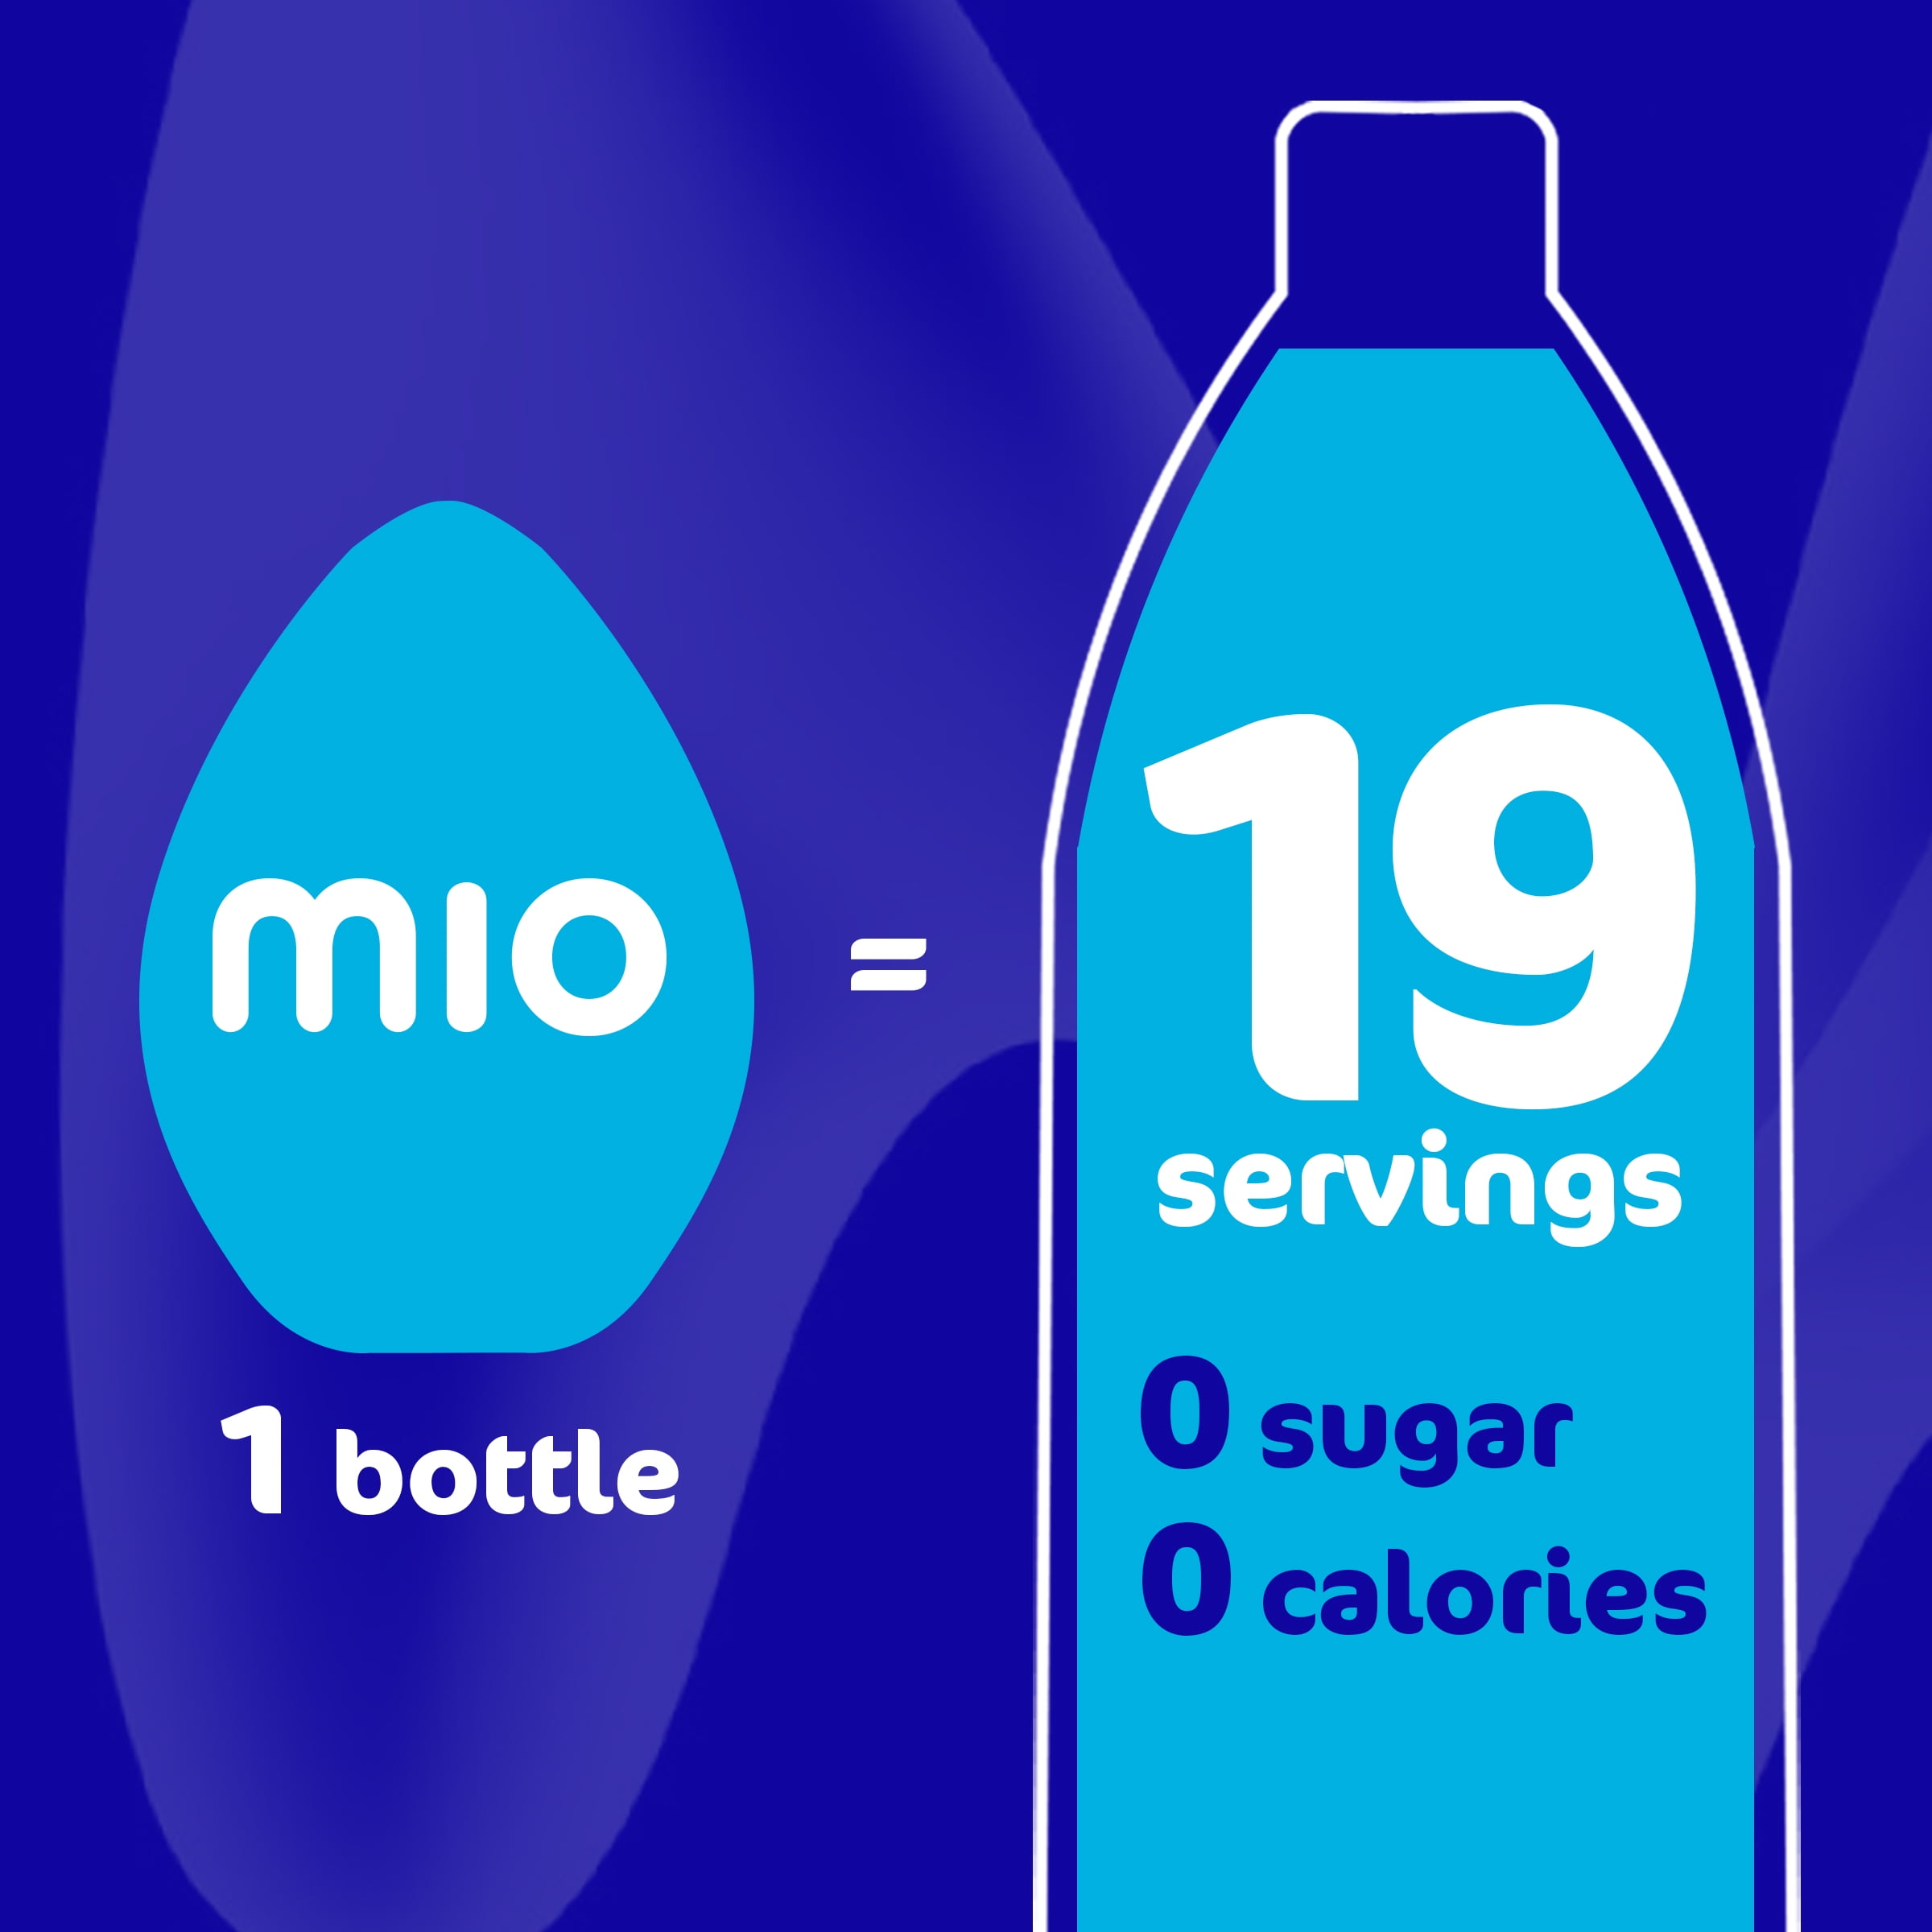 MIO
1 bottle
=
19
servings
0 sugar
0 calories